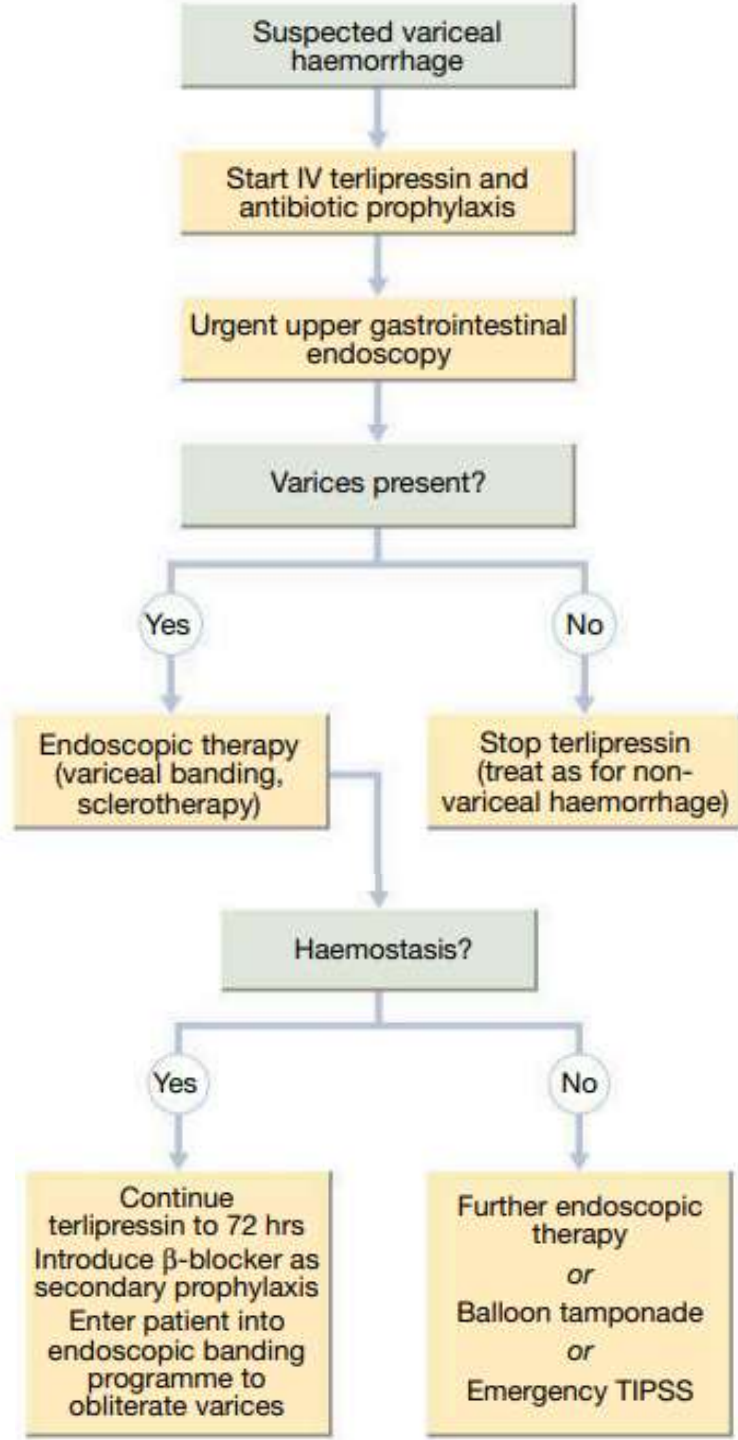 Suspected variceal
haemorrhage
Start IV terlipressin and
antibiotic prophylaxis
Urgent upper gastrointestinal
endoscopy
Varices present?
Yes
No
Endoscopic therapy
(variceal banding,
sclerotherapy)
Stop terlipressin
(treat as for non-
variceal haemorrhage)
Haemostasis?
Yes
No
Continue
terlipressin to 72 hrs
Introduce β-blocker as
secondary prophylaxis
Enter patient into
endoscopic banding
programme to
obliterate varices
Further endoscopic
therapy
or
Balloon tamponade
or
Emergency TIPSS